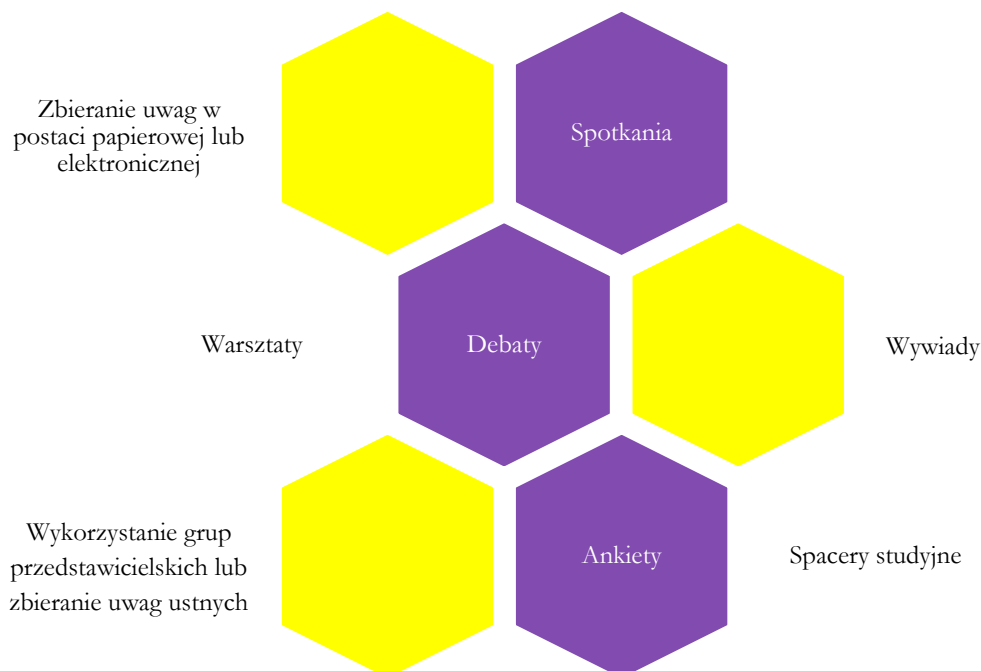 Zbieranie uwag w
postaci papierowej lub
elektronicznej
Spotkania
Warsztaty
Debaty
Wywiady
Wykorzystanie grup
przedstawicielskich lub
zbieranie uwag ustnych
Ankiety
Spacery studyjne